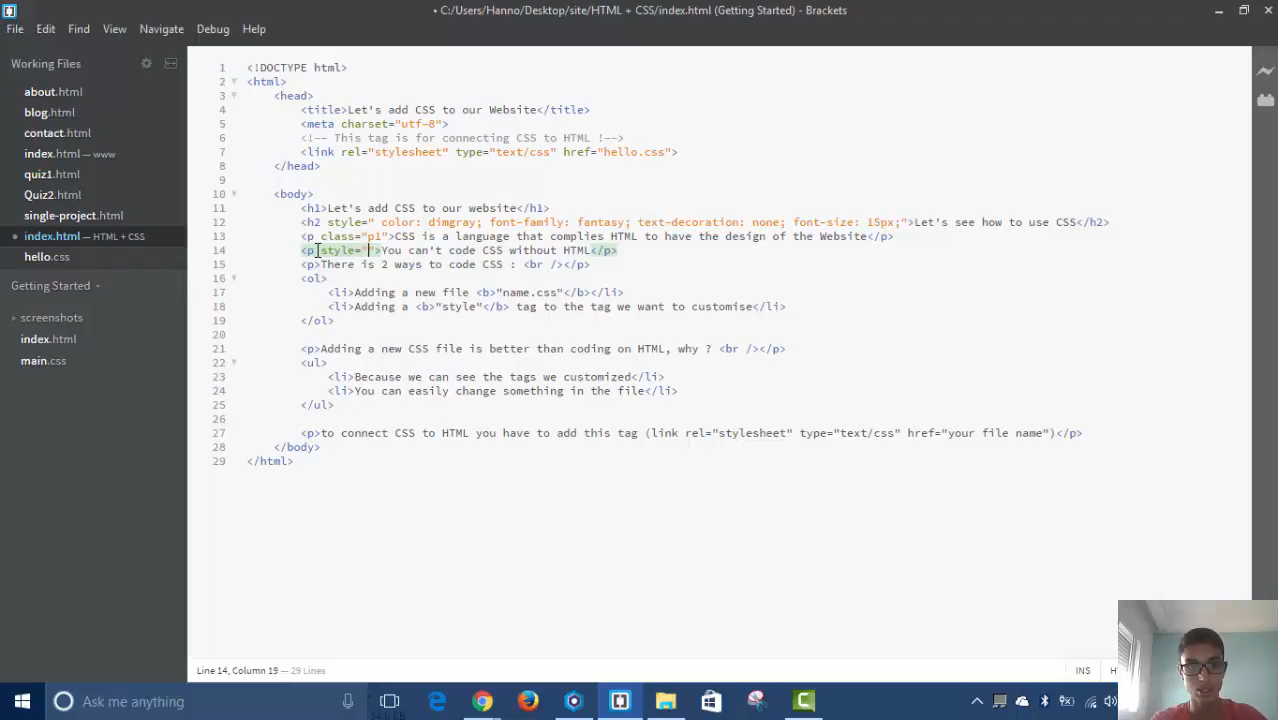 • C:/Users/Hanno/Desktop/site/HTML + CSS/index.html (Getting Started) - Brackets
File Edit Find View Navigate Debug Help
Working Files
about.html
blog.html
contact.html
index.html — www
quiz1.html
Quiz2.html
single-project.html
index.html — HTML + CSS
hello.css
Getting Started
screenshots
index.html
main.css
1 <!DOCTYPE html>
2 <html>
3 <head>
4 <title>Let's add CSS to our Website</title>
5 <meta charset="utf-8">
6 <!-- This tag is for connecting CSS to HTML !-->
7 <link rel="stylesheet" type="text/css" href="hello.css">
8 </head>
9
10 <body>
11 <h1>Let's add CSS to our website</h1>
12 <h2 style=" color: dimgray; font-family: fantasy; text-decoration: none; font-size: 15px;">Let's see how to use CSS</h2>
13 <p class="p1">CSS is a language that complies HTML to have the design of the Website</p>
14 <p style="">You can't code CSS without HTML</p>
15 <p>There is 2 ways to code CSS : <br /></p>
16 <ol>
17 <li>Adding a new file <b>"name.css"</b></li>
18 <li>Adding a <b>"style"</b> tag to the tag we want to customise</li>
19 </ol>
20
21 <p>Adding a new CSS file is better than coding on HTML, why ? <br /></p>
22 <ul>
23 <li>Because we can see the tags we customized</li>
24 <li>You can easily change something in the file</li>
25 </ul>
26
27 <p>to connect CSS to HTML you have to add this tag (link rel="stylesheet" type="text/css" href="your file name")</p>
28 </body>
29 </html>
Line 14, Column 19 — 29 Lines
INS
Ask me anything